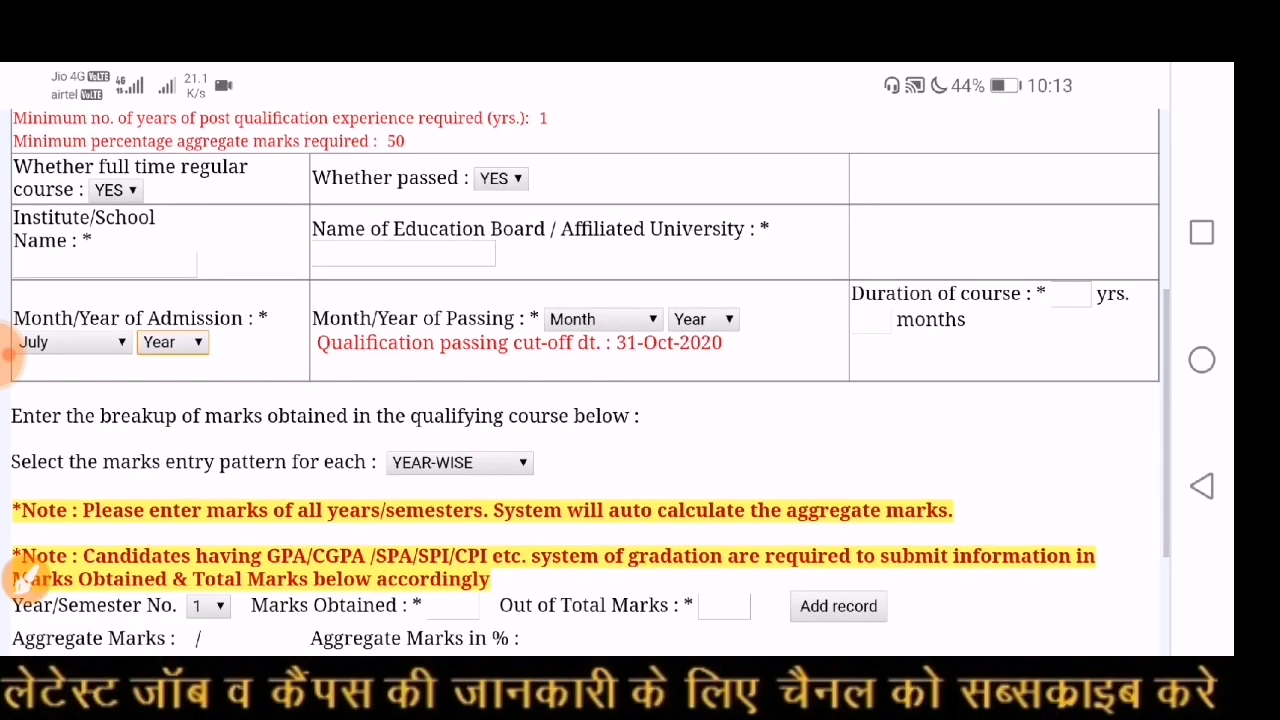 Jio 4G VoLTE 4G 21.1 44% 10:13
airtel VoLTE K/s
Minimum no. of years of post qualification experience required (yrs.): 1
Minimum percentage aggregate marks required : 50
Whether full time regular
course : YES
Whether passed : YES
Institute/School
Name : *
Name of Education Board / Affiliated University : *
Month/Year of Admission : *
July Year
Month/Year of Passing : * Month Year
Qualification passing cut-off dt. : 31-Oct-2020
Duration of course : * yrs.
months
Enter the breakup of marks obtained in the qualifying course below :
Select the marks entry pattern for each : YEAR-WISE
*Note : Please enter marks of all years/semesters. System will auto calculate the aggregate marks.
*Note : Candidates having GPA/CGPA /SPA/SPI/CPI etc. system of gradation are required to submit information in
Marks Obtained & Total Marks below accordingly
Year/Semester No. 1 Marks Obtained : * Out of Total Marks : * Add record
Aggregate Marks : / Aggregate Marks in % :
लेटेस्ट जॉब व कैंपस की जानकारी के लिए चैनल को सब्सक्राइब करे